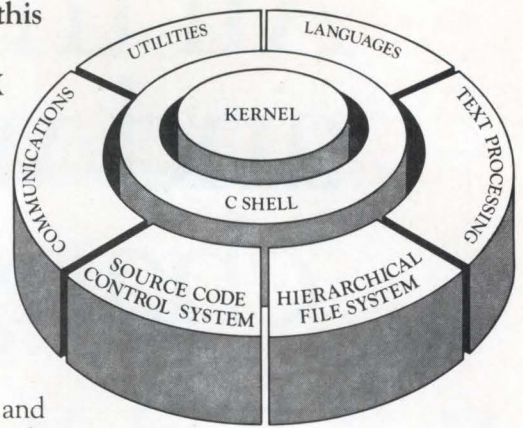 this
UTILITIES
LANGUAGES
COMMUNICATIONS
KERNEL
TEXT PROCESSING
C SHELL
SOURCE CODE
CONTROL SYSTEM
HIERARCHICAL
FILE SYSTEM
and